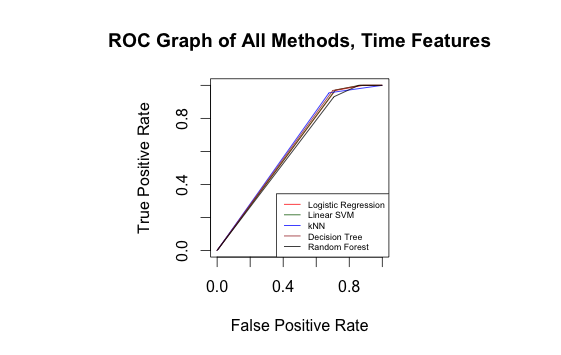 ROC Graph of All Methods, Time Features
True Positive Rate
0.8
0.4
0.0
Logistic Regression
Linear SVM
kNN
Decision Tree
Random Forest
0.0 0.4 0.8
False Positive Rate